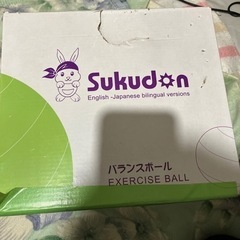 Sukudon
English -Japanese bilingual versions
バランスボール
EXERCISE BALL